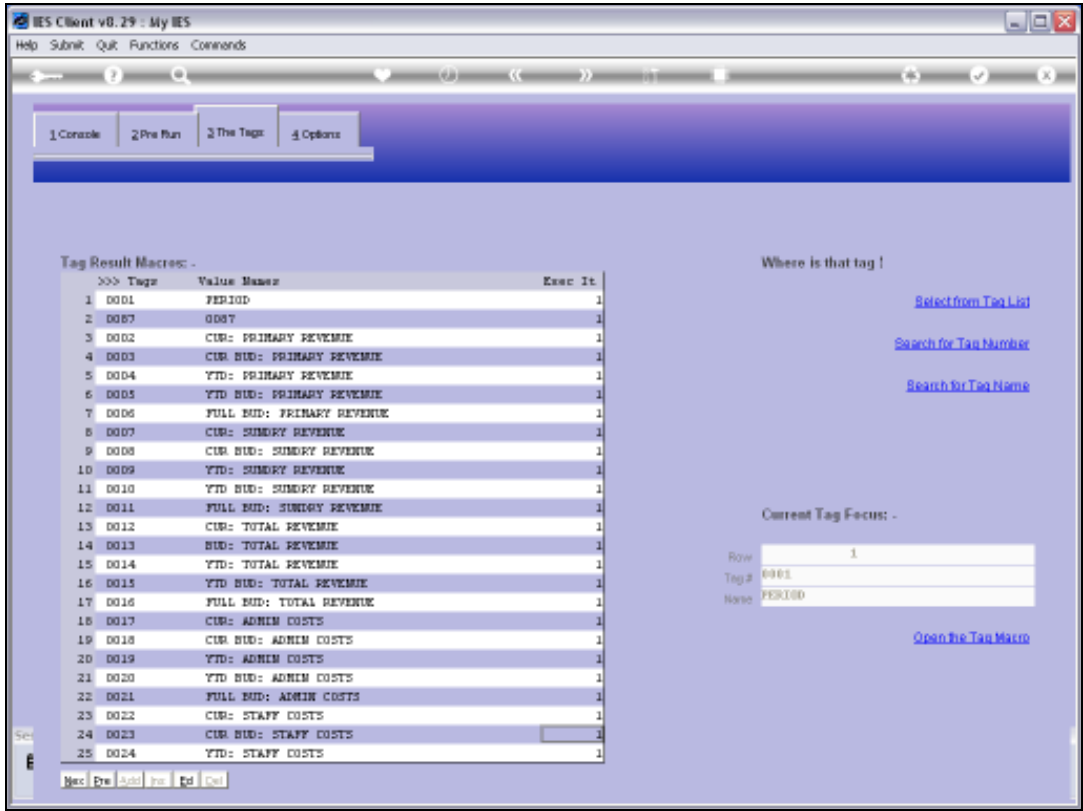 IES Client v8.29 : My IES
Help Submit Quit Functions Commands
1 Console 2 Pre Run 3 The Tags 4 Options
Tag Result Macros: -
>>> Tags Value Names Exec It
1 0001 PERIOD 1
2 0087 0087 1
3 0002 CUR: PRIMARY REVENUE 1
4 0003 CUR BUD: PRIMARY REVENUE 1
5 0004 YTD: PRIMARY REVENUE 1
6 0005 YTD BUD: PRIMARY REVENUE 1
7 0006 FULL BUD: PRIMARY REVENUE 1
8 0007 CUR: SUNDRY REVENUE 1
9 0008 CUR BUD: SUNDRY REVENUE 1
10 0009 YTD: SUNDRY REVENUE 1
11 0010 YTD BUD: SUNDRY REVENUE 1
12 0011 FULL BUD: SUNDRY REVENUE 1
13 0012 CUR: TOTAL REVENUE 1
14 0013 BUD: TOTAL REVENUE 1
15 0014 YTD: TOTAL REVENUE 1
16 0015 YTD BUD: TOTAL REVENUE 1
17 0016 FULL BUD: TOTAL REVENUE 1
18 0017 CUR: ADMIN COSTS 1
19 0018 CUR BUD: ADMIN COSTS 1
20 0019 YTD: ADMIN COSTS 1
21 0020 YTD BUD: ADMIN COSTS 1
22 0021 FULL BUD: ADMIN COSTS 1
23 0022 CUR: STAFF COSTS 1
24 0023 CUR BUD: STAFF COSTS 1
25 0024 YTD: STAFF COSTS 1
Nex Pre Add Ins Ed Del
Where is that tag !
Select from Tag List
Search for Tag Number
Search for Tag Name
Current Tag Focus: -
Row 1
Tag # 0001
Name PERIOD
Open the Tag Macro